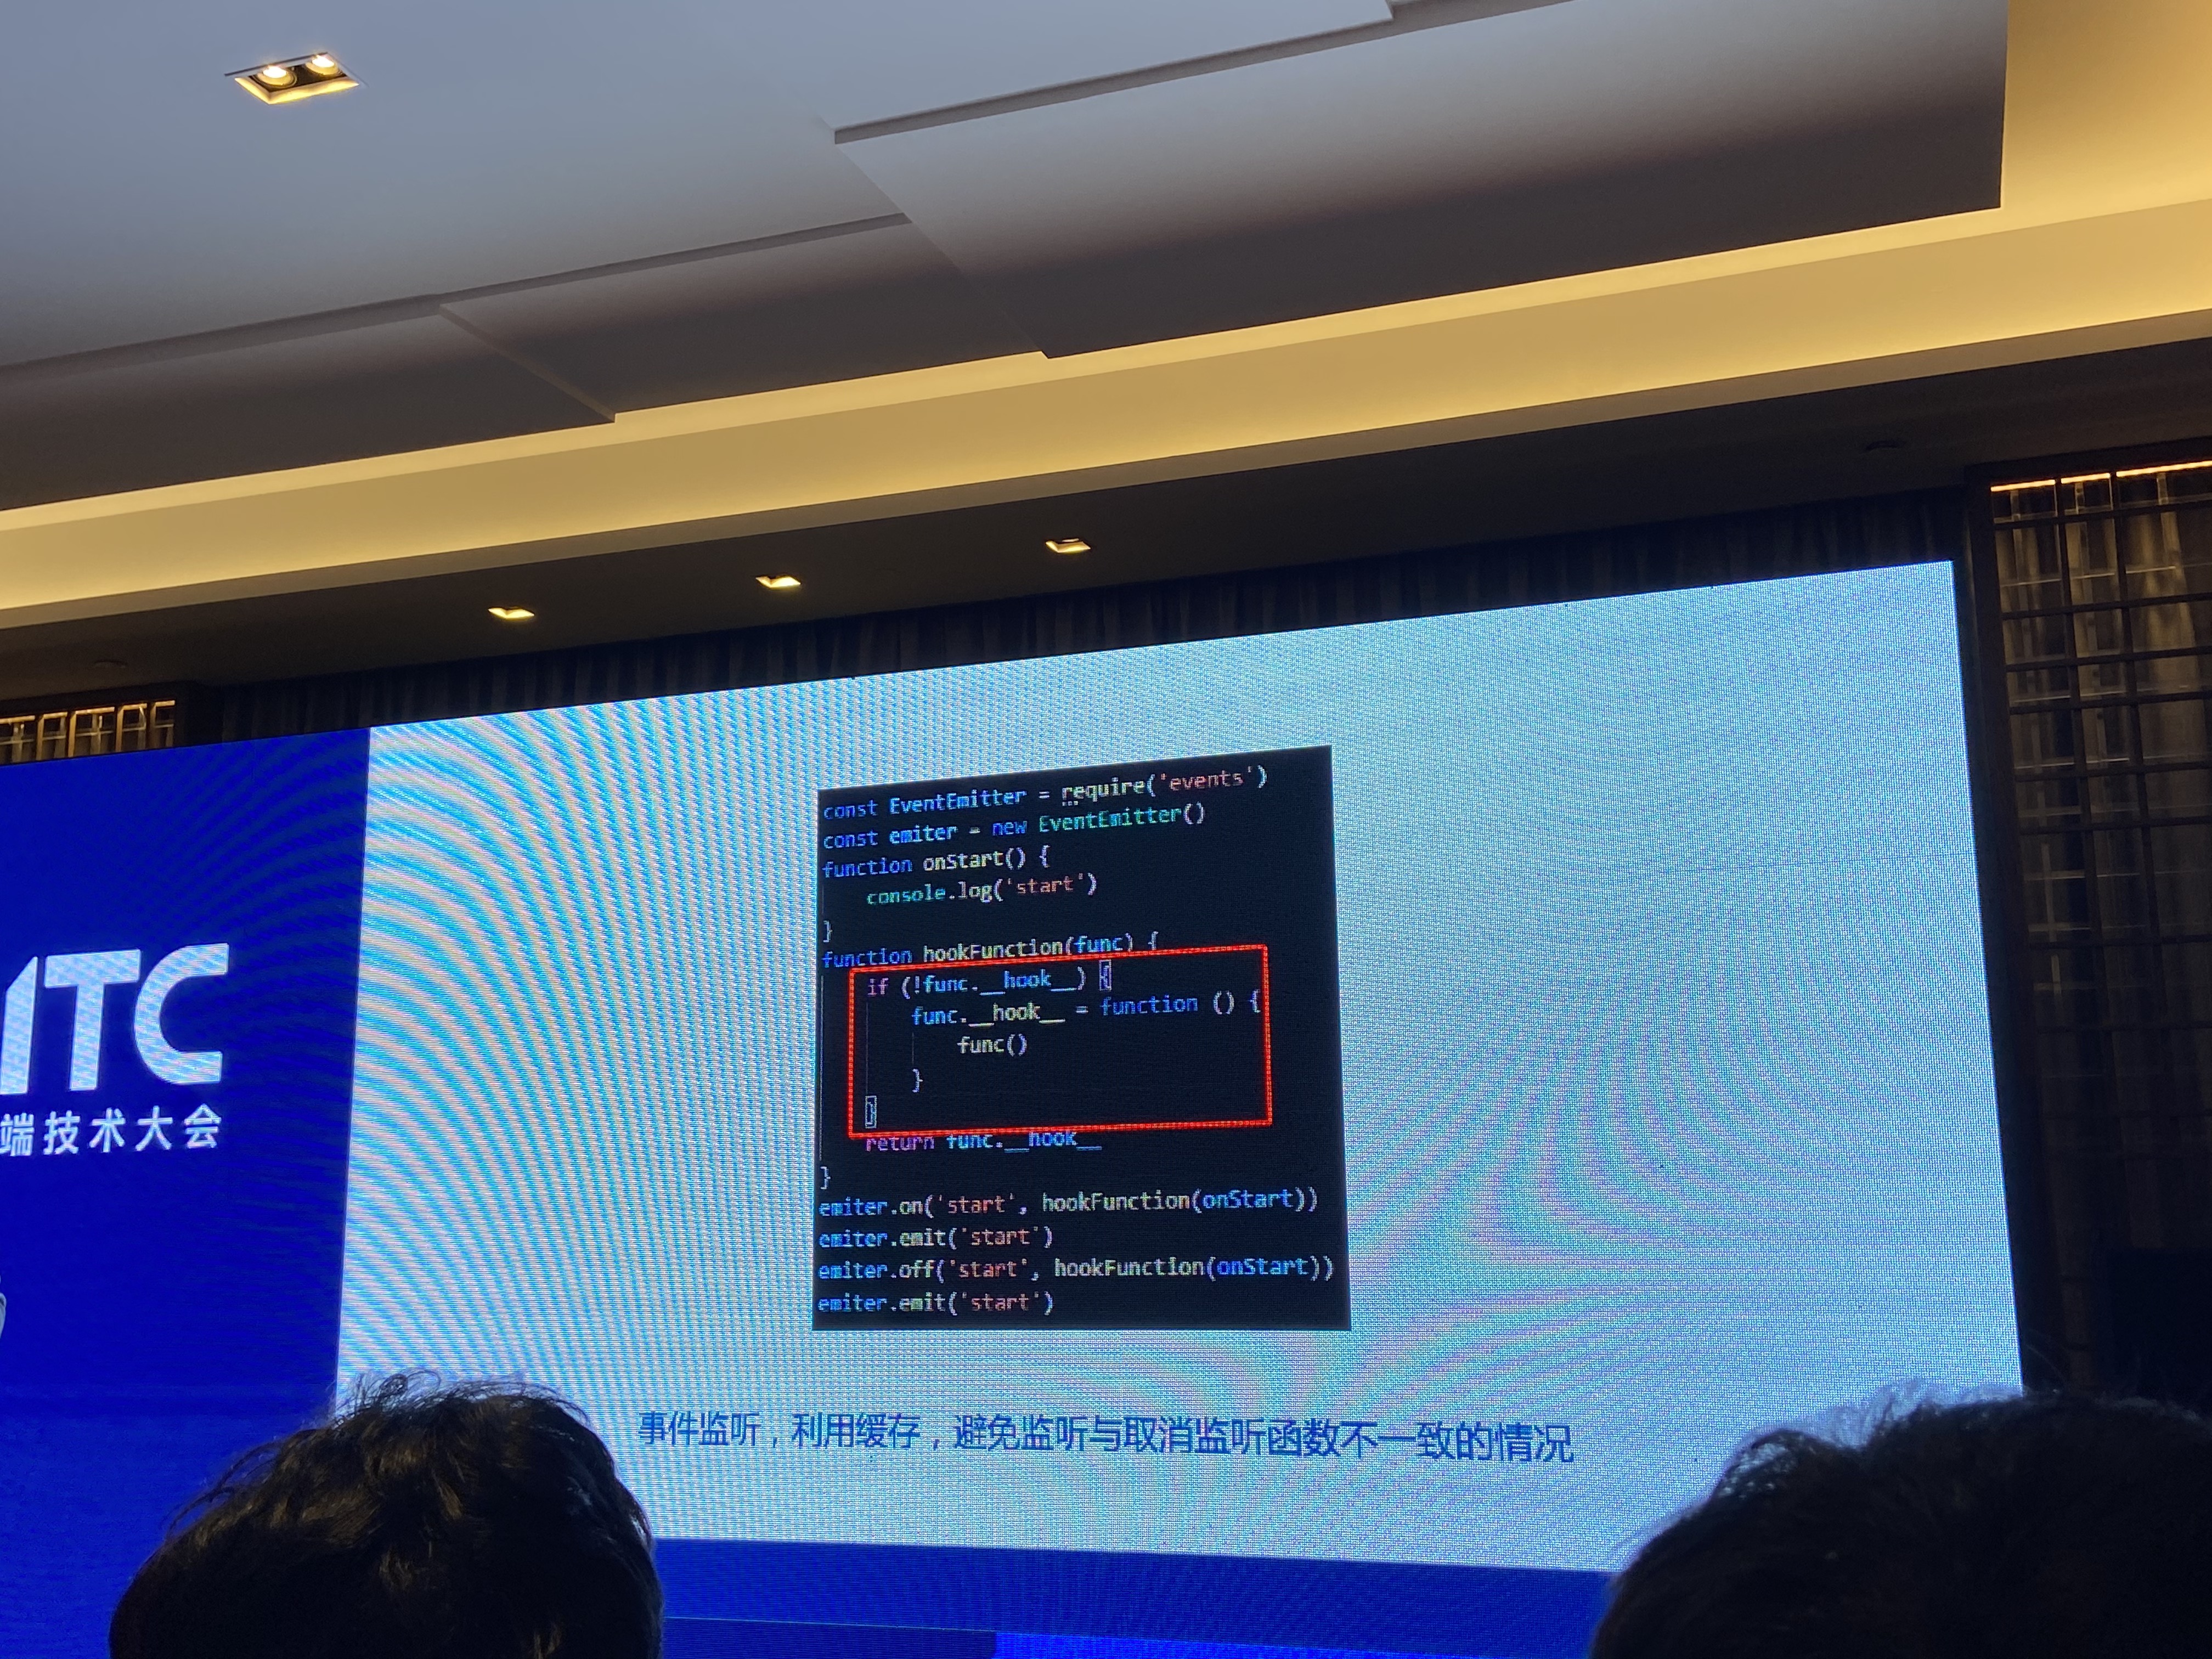 ITC
端技术大会
const EventEmitter = require('events')
const emiter = new EventEmitter()
function onStart() {
console.log('start')
}
function hookFunction(func) {
if (!func.__hook__) {
func.__hook__ = function () {
func()
}
}
return func.__hook__
}
emiter.on('start', hookFunction(onStart))
emiter.emit('start')
emiter.off('start', hookFunction(onStart))
emiter.emit('start')
事件监听，利用缓存，避免监听与取消监听函数不一致的情况